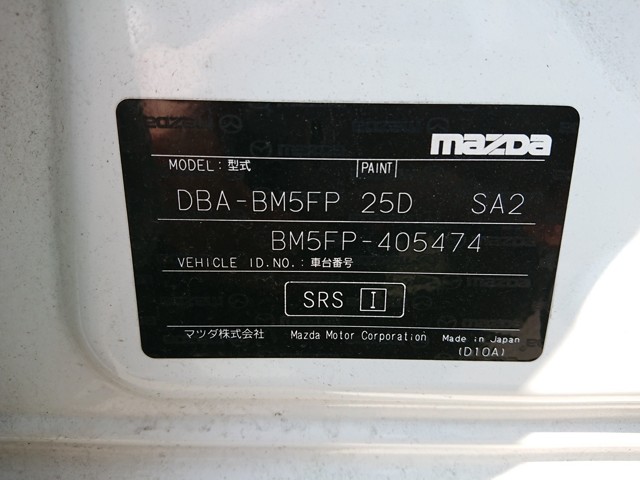 mazda
MODEL : 型式 PAINT
DBA-BM5FP 25D SA2
BM5FP-405474
VEHICLE ID.NO. : 車台番号
SRS I
マツダ株式会社 Mazda Motor Corporation Made in Japan
(D10A)